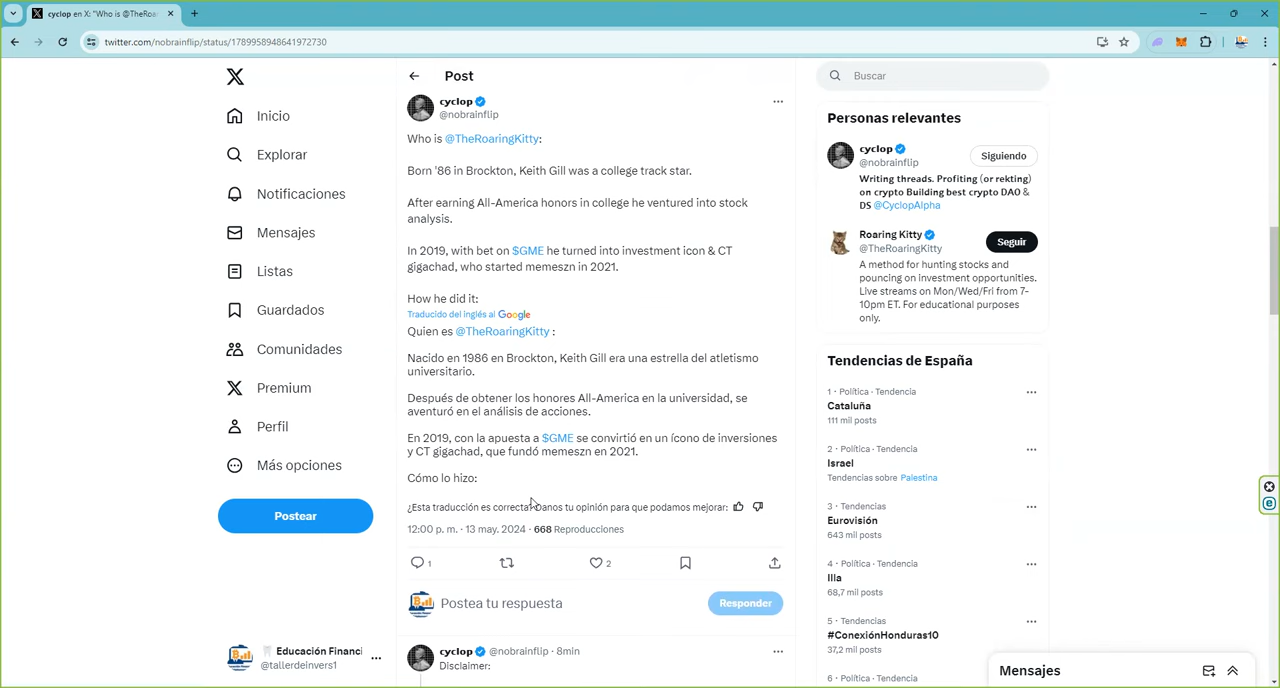 cyclop en X: "Who is @TheRoar
twitter.com/nobrainflip/status/1789958948641972730
Inicio
Explorar
Notificaciones
Mensajes
Listas
Guardados
Comunidades
Premium
Perfil
Más opciones
Postear
Educación Financi
@tallerdeinvers1
Post
cyclop
@nobrainflip
Who is @TheRoaringKitty:
Born '86 in Brockton, Keith Gill was a college track star.
After earning All-America honors in college he ventured into stock
analysis.
In 2019, with bet on $GME he turned into investment icon & CT
gigachad, who started memeszn in 2021.
How he did it:
Traducido del inglés al Google
Quien es @TheRoaringKitty :
Nacido en 1986 en Brockton, Keith Gill era una estrella del atletismo
universitario.
Después de obtener los honores All-America en la universidad, se
aventuró en el análisis de acciones.
En 2019, con la apuesta a $GME se convirtió en un ícono de inversiones
y CT gigachad, que fundó memeszn en 2021.
Cómo lo hizo:
¿Esta traducción es correcta? Danos tu opinión para que podamos mejorar:
12:00 p. m. · 13 may. 2024 · 668 Reproducciones
1
2
Postea tu respuesta
Responder
cyclop @nobrainflip · 8min
Disclaimer:
Buscar
Personas relevantes
cyclop
@nobrainflip
Siguiendo
Writing threads. Profiting (or rekting)
on crypto Building best crypto DAO &
DS @CyclopAlpha
Roaring Kitty
@TheRoaringKitty
Seguir
A method for hunting stocks and
pouncing on investment opportunities.
Live streams on Mon/Wed/Fri from 7-
10pm ET. For educational purposes
only.
Tendencias de España
1 · Política · Tendencia
Cataluña
111 mil posts
2 · Política · Tendencia
Israel
Tendencias sobre Palestina
3 · Tendencias
Eurovisión
643 mil posts
4 · Política · Tendencia
Illa
68,7 mil posts
5 · Tendencias
#ConexiónHonduras10
37,2 mil posts
6 · Política · Tendencia
Mensajes